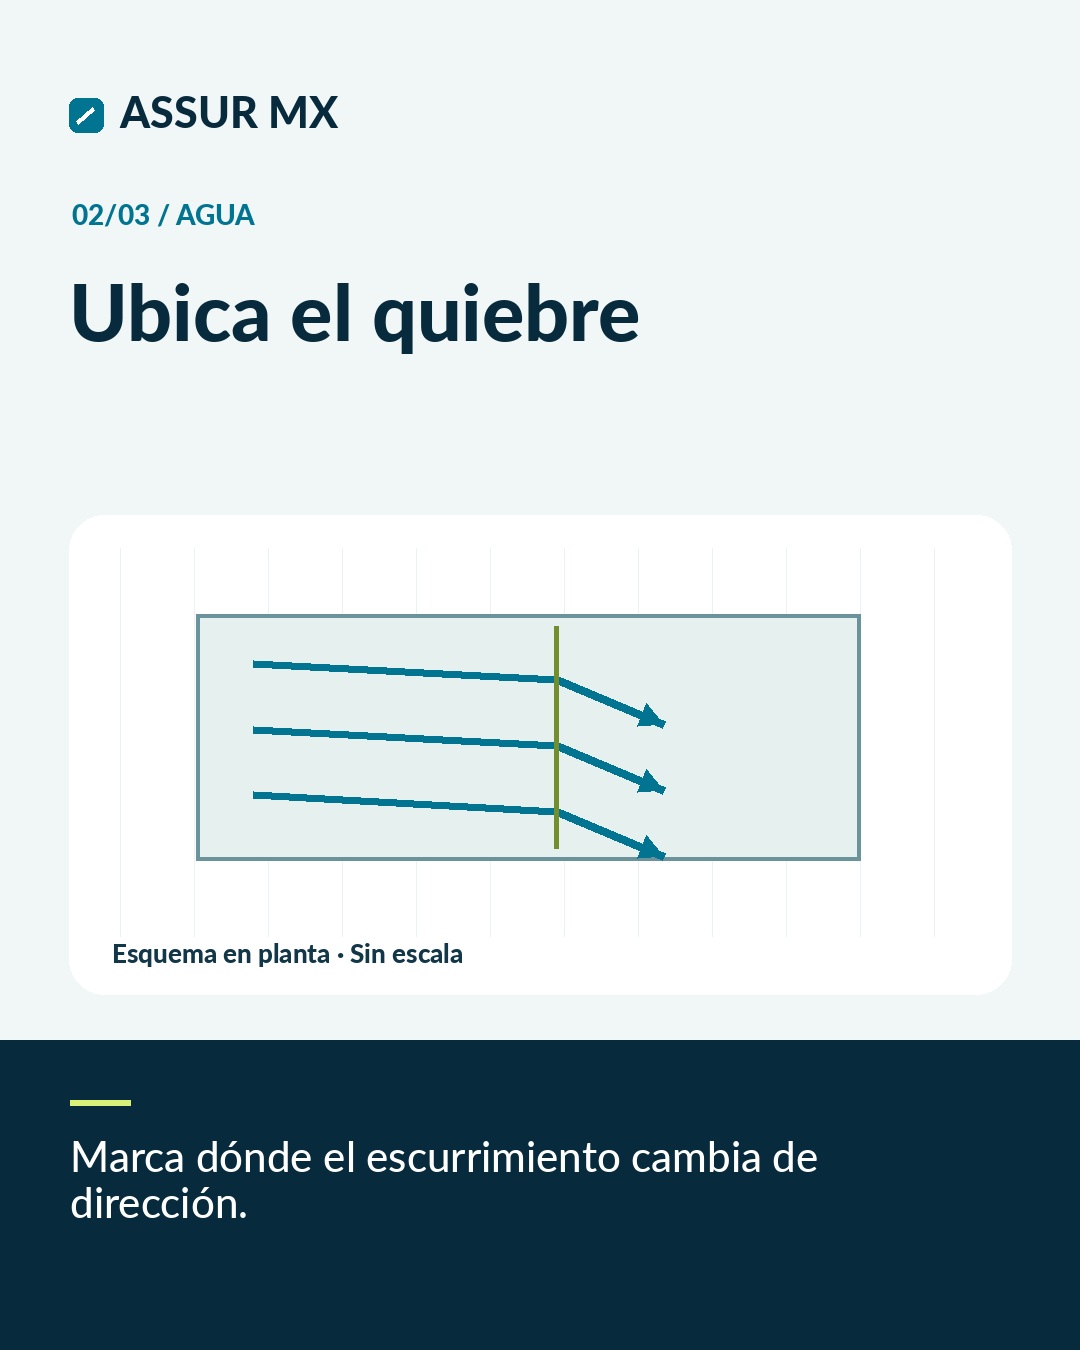 ASSUR MX
02/03 / AGUA
Ubica el quiebre
Esquema en planta · Sin escala
Marca dónde el escurrimiento cambia de
dirección.